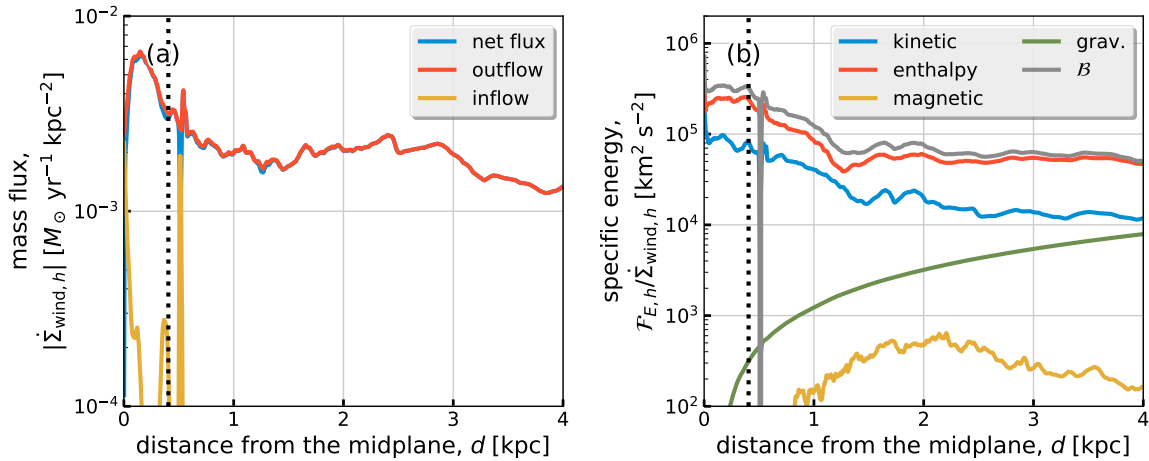 (a)
net flux
outflow
inflow
10⁻²
10⁻³
10⁻⁴
0 1 2 3 4
mass flux,
|Σ̇wind, h| [M⊙ yr⁻¹ kpc⁻²]
distance from the midplane, d [kpc]
(b)
kinetic
enthalpy
magnetic
grav.
ℬ
10⁶
10⁵
10⁴
10³
10²
0 1 2 3 4
specific energy,
ℱE, h/Σ̇wind, h [km² s⁻²]
distance from the midplane, d [kpc]